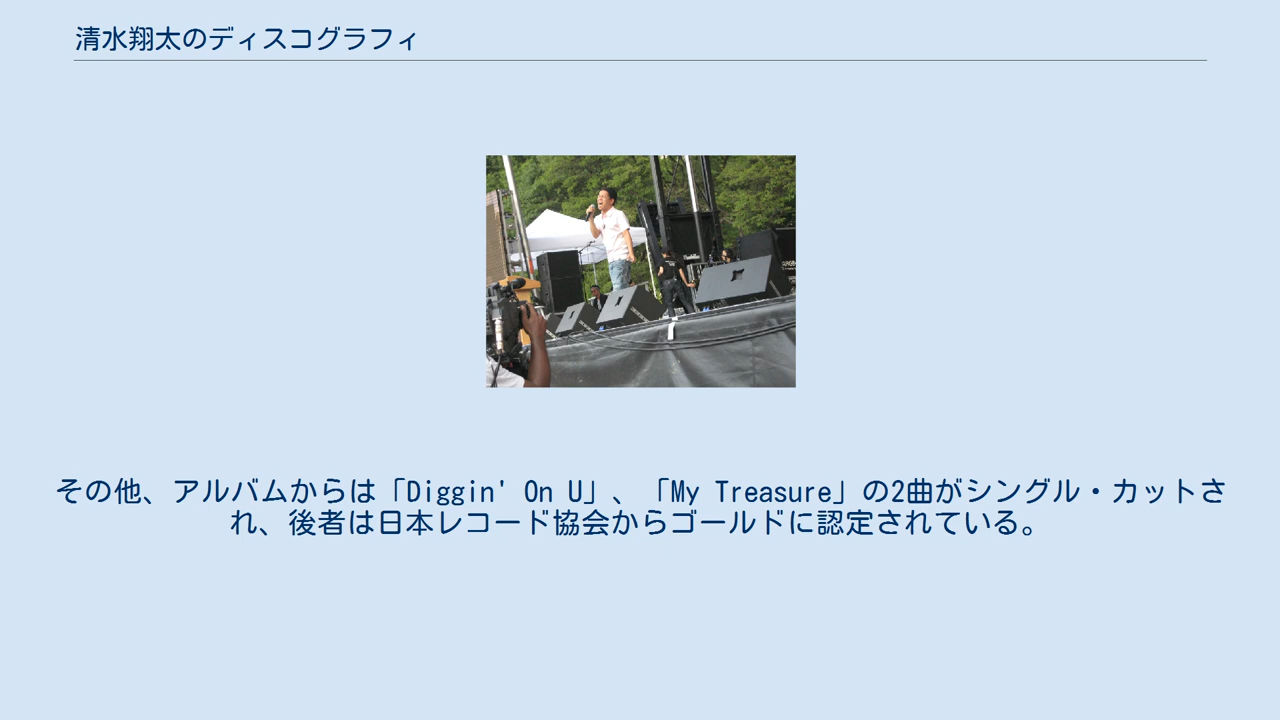 清水翔太のディスコグラフィ
その他、アルバムからは「Diggin' On U」、「My Treasure」の2曲がシングル・カットさ
れ、後者は日本レコード協会からゴールドに認定されている。